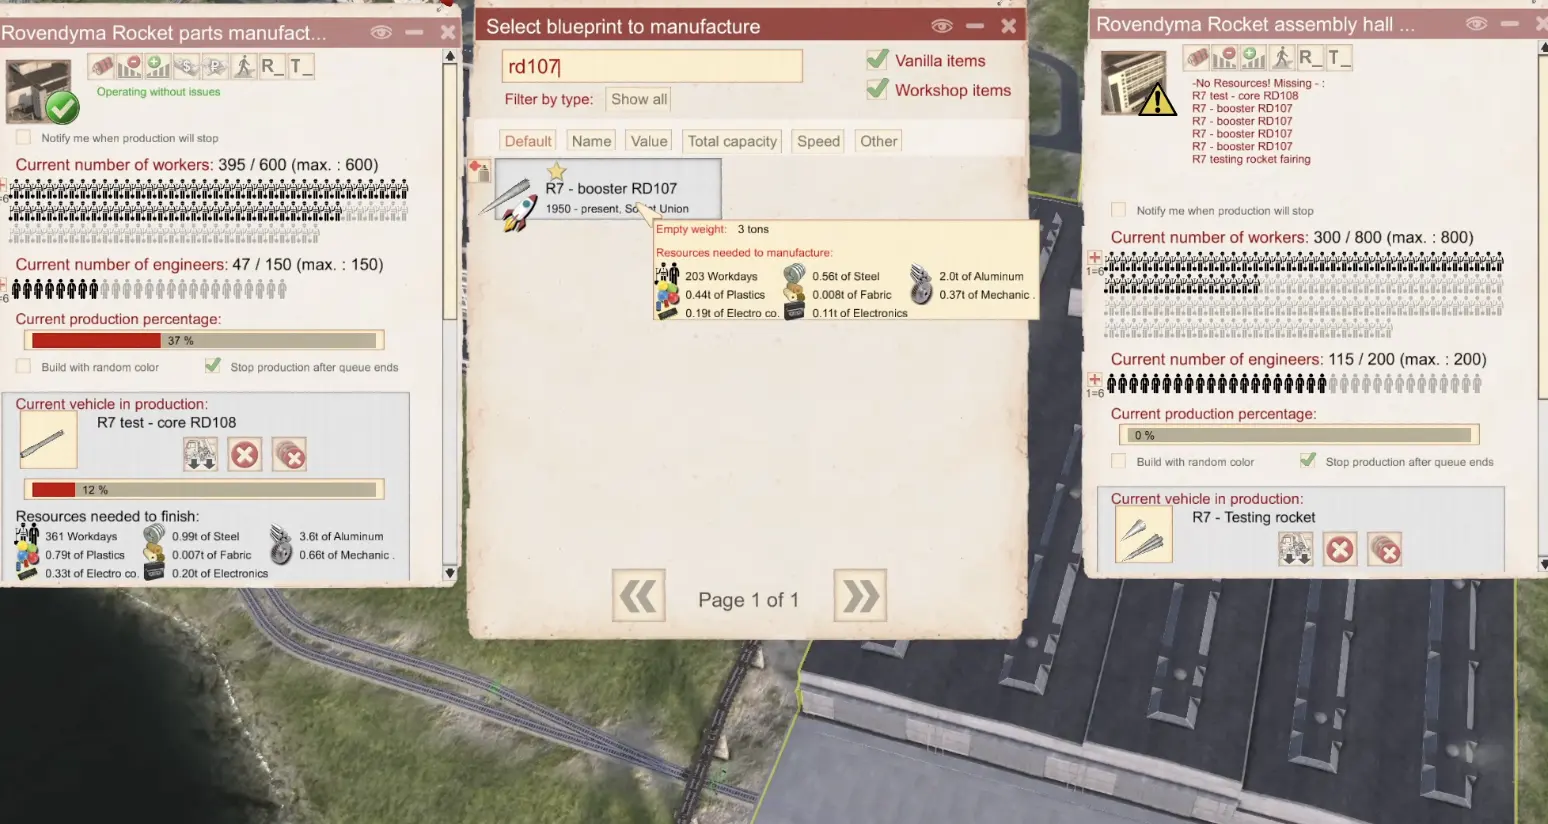 Rovendyma Rocket parts manufact...
R_
T_
Operating without issues
Notify me when production will stop
Current number of workers: 395 / 600 (max. : 600)
Current number of engineers: 47 / 150 (max. : 150)
Current production percentage:
37 %
Build with random color
Stop production after queue ends
Current vehicle in production:
R7 test - core RD108
12 %
Resources needed to finish:
361 Workdays
0.99t of Steel
3.6t of Aluminum
0.79t of Plastics
0.007t of Fabric
0.66t of Mechanic .
0.33t of Electro co.
0.20t of Electronics
Select blueprint to manufacture
rd107
Vanilla items
Filter by type:
Show all
Workshop items
Default
Name
Value
Total capacity
Speed
Other
R7 - booster RD107
1950 - present, Soviet Union
Empty weight: 3 tons
Resources needed to manufacture:
203 Workdays
0.56t of Steel
2.0t of Aluminum
0.44t of Plastics
0.008t of Fabric
0.37t of Mechanic .
0.19t of Electro co.
0.11t of Electronics
Page 1 of 1
Rovendyma Rocket assembly hall ...
R_
T_
-No Resources! Missing - :
R7 test - core RD108
R7 - booster RD107
R7 - booster RD107
R7 - booster RD107
R7 - booster RD107
R7 testing rocket fairing
Notify me when production will stop
Current number of workers: 300 / 800 (max. : 800)
1=6
Current number of engineers: 115 / 200 (max. : 200)
1=6
Current production percentage:
0 %
Build with random color
Stop production after queue ends
Current vehicle in production:
R7 - Testing rocket